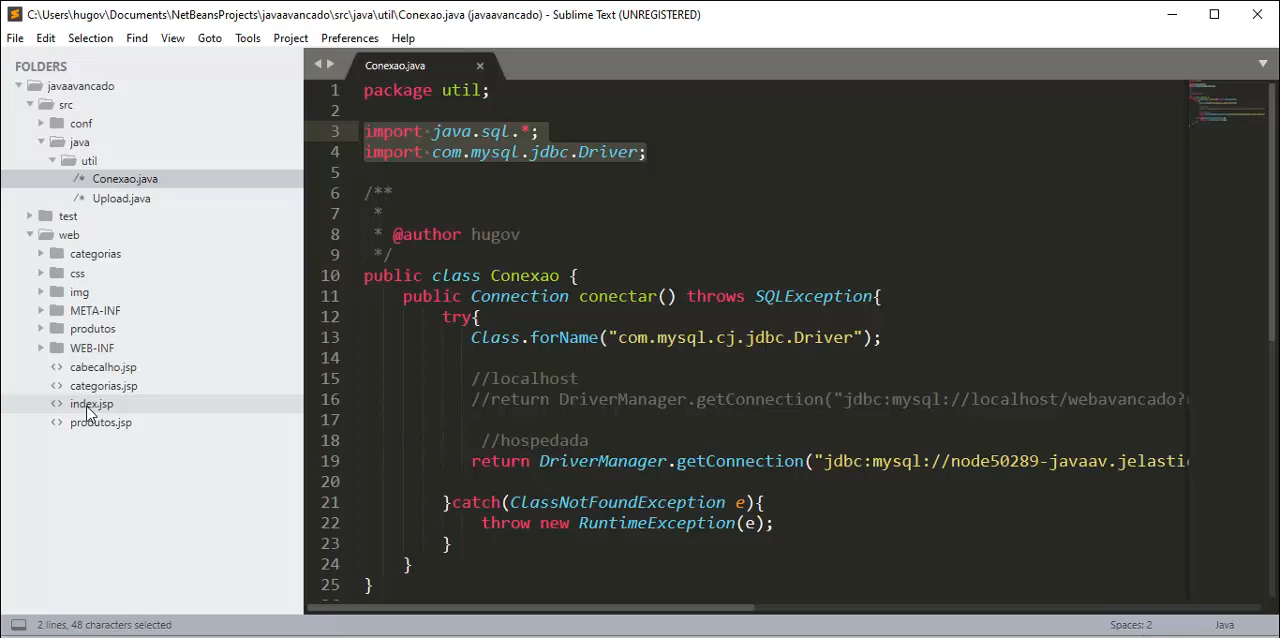 C:\Users\hugov\Documents\NetBeansProjects\javaavancado\src\java\util\Conexao.java (javaavancado) - Sublime Text (UNREGISTERED)
File Edit Selection Find View Goto Tools Project Preferences Help
FOLDERS
javaavancado
src
conf
java
util
/* Conexao.java
/* Upload.java
test
web
categorias
css
img
META-INF
produtos
WEB-INF
<> cabecalho.jsp
<> categorias.jsp
<> index.jsp
<> produtos.jsp
Conexao.java
1 package util;
2
3 import java.sql.*;
4 import com.mysql.jdbc.Driver;
5
6 /**
7 *
8 * @author hugov
9 */
10 public class Conexao {
11 public Connection conectar() throws SQLException{
12 try{
13 Class.forName("com.mysql.cj.jdbc.Driver");
14
15 //localhost
16 //return DriverManager.getConnection("jdbc:mysql://localhost/webavancado?
17
18 //hospedada
19 return DriverManager.getConnection("jdbc:mysql://node50289-javaav.jelastic
20
21 }catch(ClassNotFoundException e){
22 throw new RuntimeException(e);
23 }
24 }
25 }
2 lines, 48 characters selected
Spaces: 2
Java